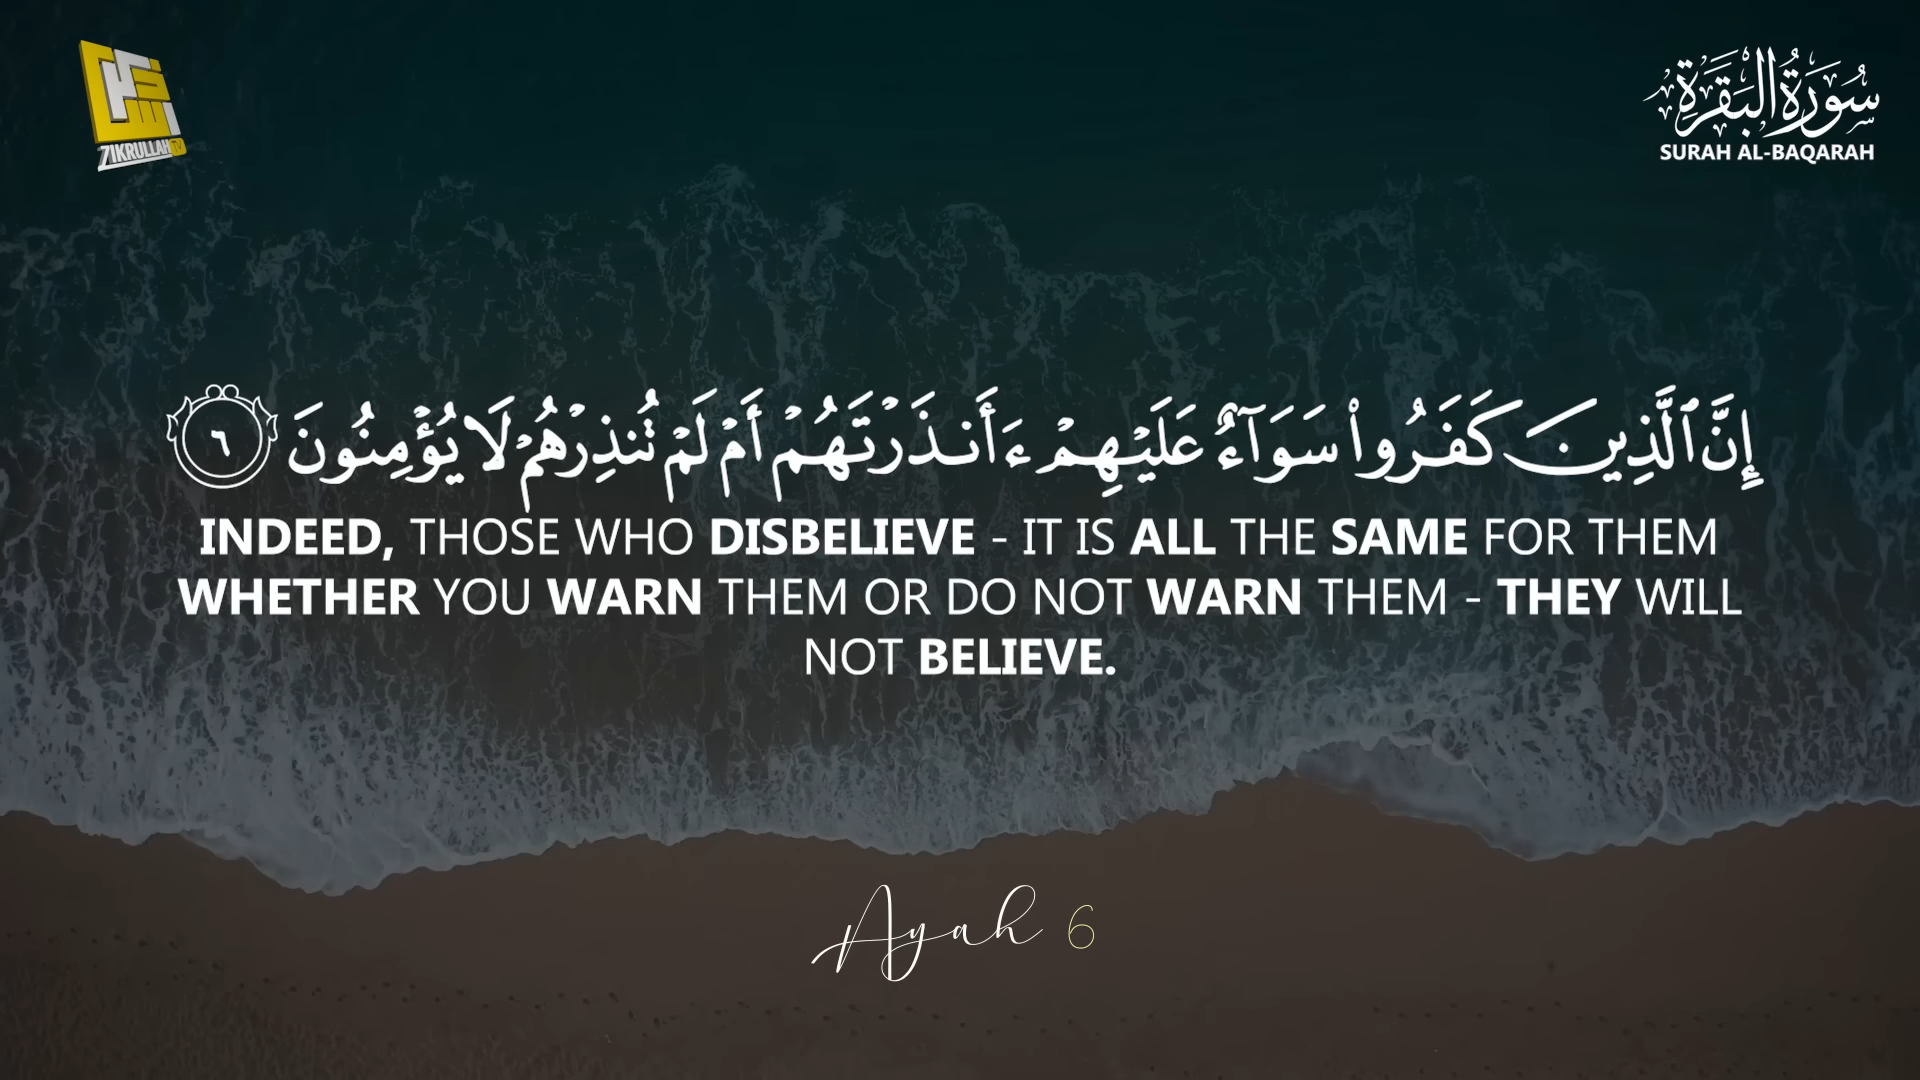 ZIKRULLAH TV
سُورَةُ البَقَرَةِ
SURAH AL-BAQARAH
إِنَّ ٱلَّذِينَ كَفَرُوا۟ سَوَآءٌ عَلَيْهِمْ ءَأَنذَرْتَهُمْ أَمْ لَمْ تُنذِرْهُمْ لَا يُؤْمِنُونَ ٦
INDEED, THOSE WHO DISBELIEVE - IT IS ALL THE SAME FOR THEM
WHETHER YOU WARN THEM OR DO NOT WARN THEM - THEY WILL
NOT BELIEVE.
Ayah 6